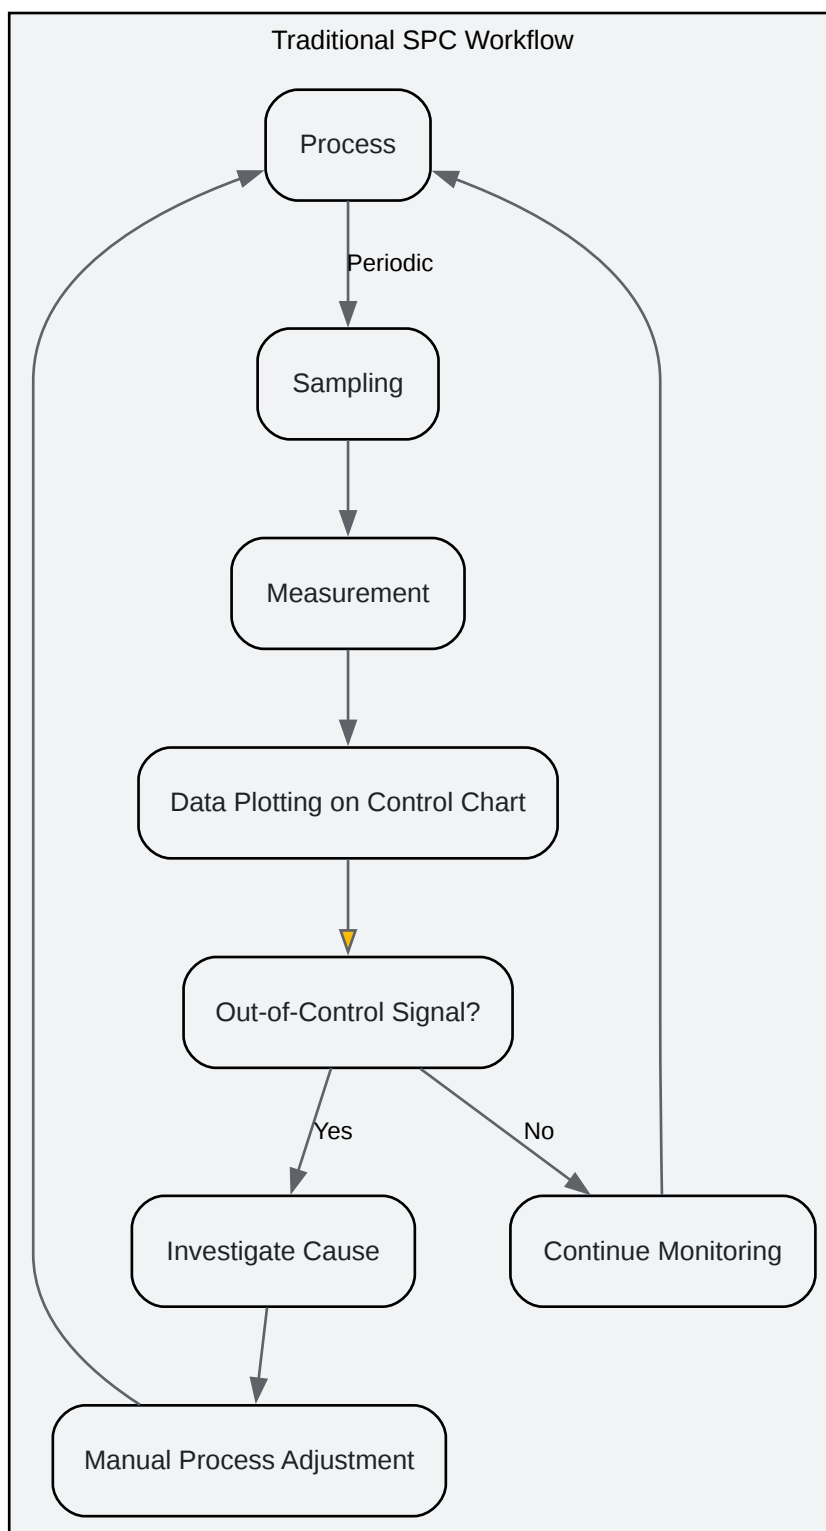 Traditional SPC Workflow
Process
Periodic
Sampling
Measurement
Data Plotting on Control Chart
Out-of-Control Signal?
Yes
No
Investigate Cause
Continue Monitoring
Manual Process Adjustment